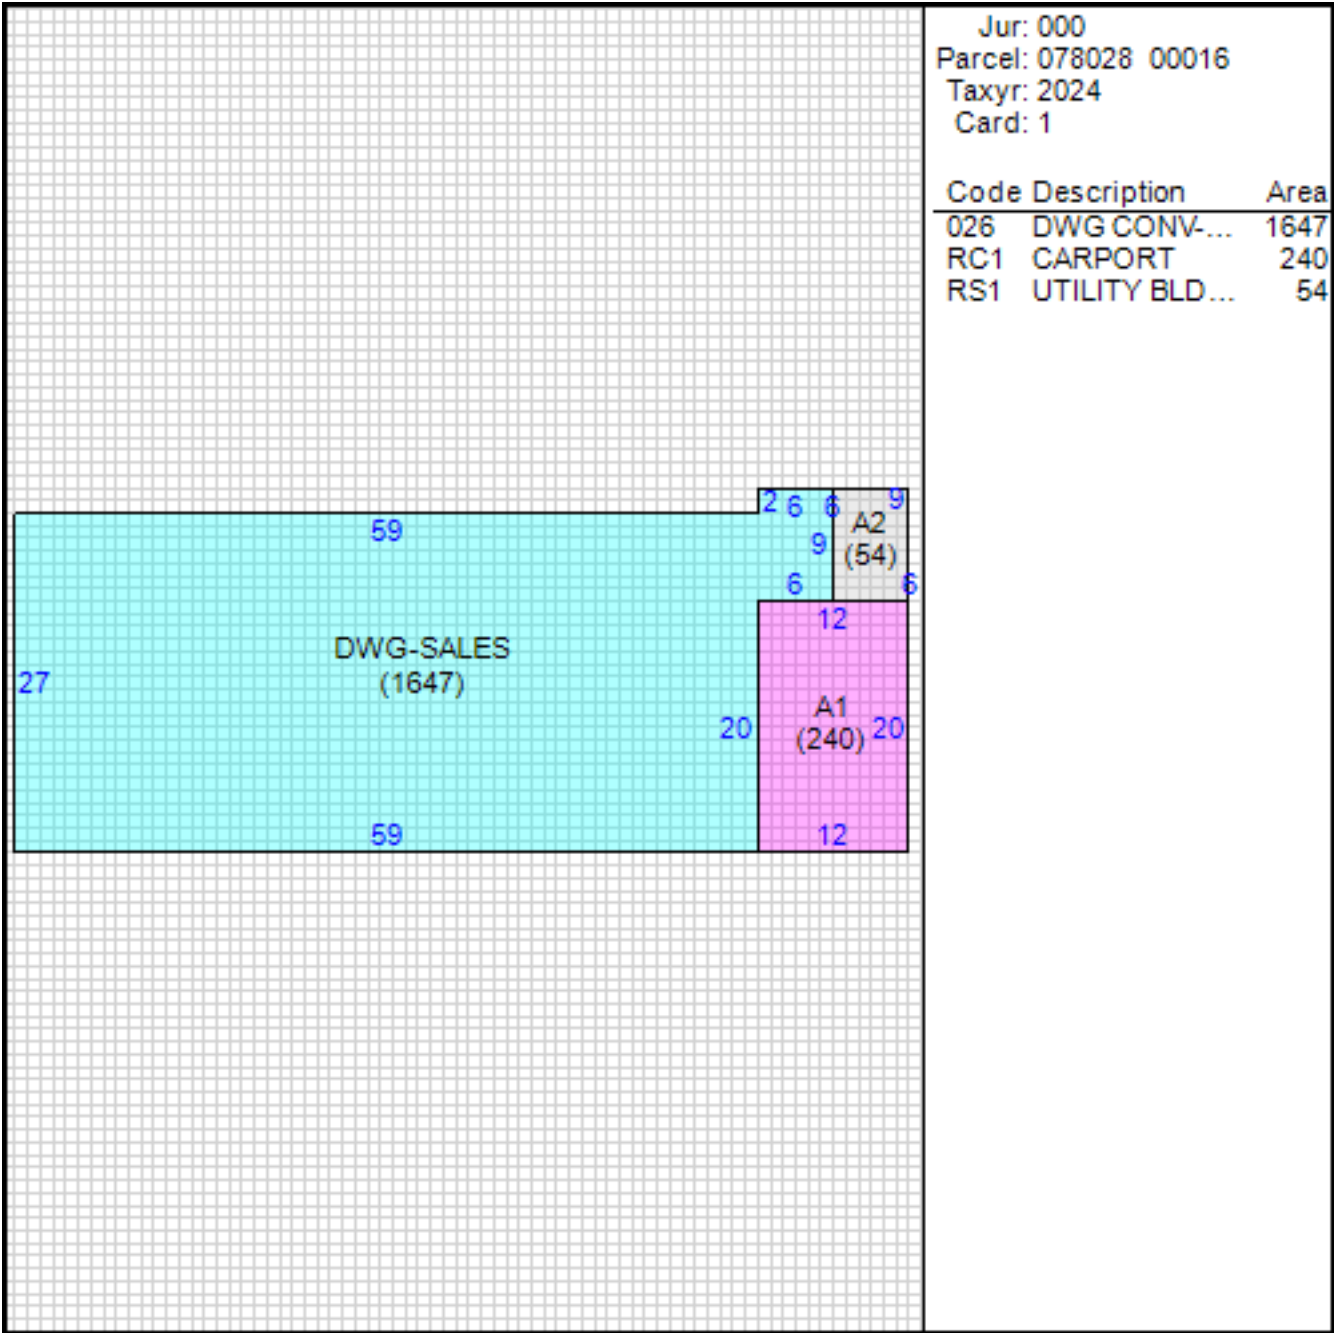 Jur: 000
Parcel: 078028 00016
Taxyr: 2024
Card: 1
Code Description Area
026 DWG CONV-... 1647
RC1 CARPORT 240
RS1 UTILITY BLD... 54
2 6 6 9
59
A2
9
(54)
6 6
12
DWG-SALES
(1647)
27
A1
20
(240) 20
59
12